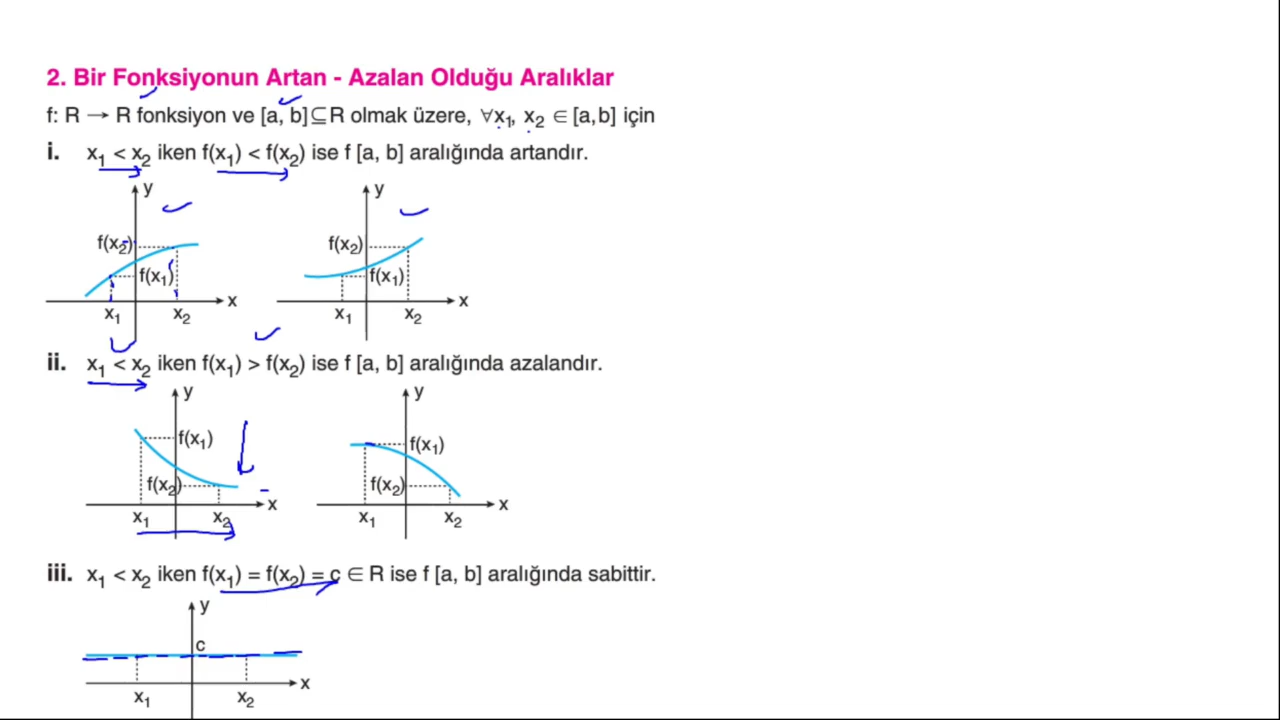 2. Bir Fonksiyonun Artan - Azalan Olduğu Aralıklar
f: R → R fonksiyon ve [a, b]⊆R olmak üzere, ∀x₁, x₂ ∈ [a,b] için
i. x₁ < x₂ iken f(x₁) < f(x₂) ise f [a, b] aralığında artandır.
y y
f(x₂) f(x₂)
f(x₁) f(x₁)
x x
x₁ x₂ x₁ x₂
ii. x₁ < x₂ iken f(x₁) > f(x₂) ise f [a, b] aralığında azalandır.
y y
f(x₁) f(x₁)
f(x₂) f(x₂)
x x
x₁ x₂ x₁ x₂
iii. x₁ < x₂ iken f(x₁) = f(x₂) = c ∈ R ise f [a, b] aralığında sabittir.
y
c
x
x₁ x₂